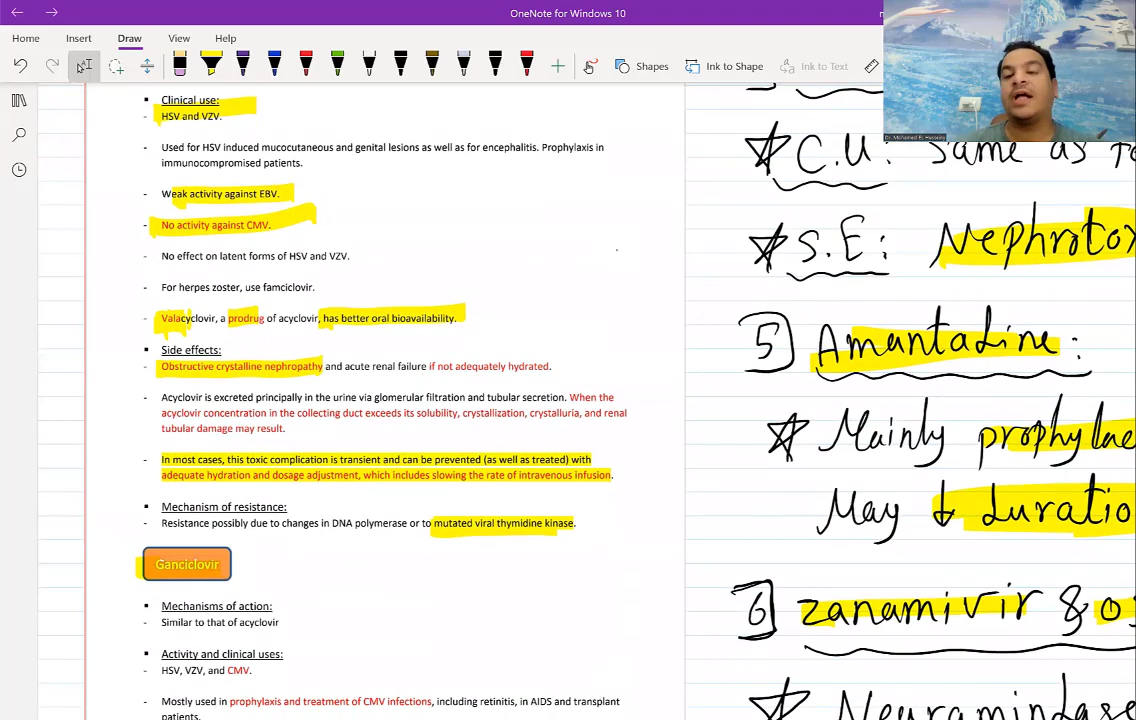 OneNote for Windows 10
Home Insert Draw View Help
Shapes Ink to Shape Ink to Text
Dr. Mohamed EL Husseiny
▪ Clinical use:
- HSV and VZV.
- Used for HSV induced mucocutaneous and genital lesions as well as for encephalitis. Prophylaxis in
immunocompromised patients.
- Weak activity against EBV.
- No activity against CMV.
- No effect on latent forms of HSV and VZV.
- For herpes zoster, use famciclovir.
- Valacyclovir, a prodrug of acyclovir, has better oral bioavailability.
▪ Side effects:
- Obstructive crystalline nephropathy and acute renal failure if not adequately hydrated.
- Acyclovir is excreted principally in the urine via glomerular filtration and tubular secretion. When the
acyclovir concentration in the collecting duct exceeds its solubility, crystallization, crystalluria, and renal
tubular damage may result.
- In most cases, this toxic complication is transient and can be prevented (as well as treated) with
adequate hydration and dosage adjustment, which includes slowing the rate of intravenous infusion.
▪ Mechanism of resistance:
- Resistance possibly due to changes in DNA polymerase or to mutated viral thymidine kinase.
Ganciclovir
▪ Mechanisms of action:
- Similar to that of acyclovir
▪ Activity and clinical uses:
- HSV, VZV, and CMV.
- Mostly used in prophylaxis and treatment of CMV infections, including retinitis, in AIDS and transplant
patients.
C.U: same as
S.E: Nephrotox
5] Amantadine:
Mainly prophylac
May ↓ duratio
6] zanamivir & os
Neuraminidase